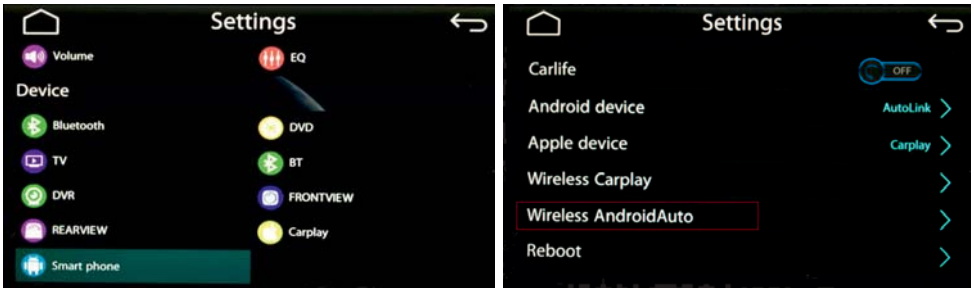 Settings
Volume
EQ
Device
Bluetooth
DVD
TV
BT
DVR
FRONTVIEW
REARVIEW
Carplay
Smart phone
Settings
Carlife
OFF
Android device
AutoLink
Apple device
Carplay
Wireless Carplay
Wireless AndroidAuto
Reboot